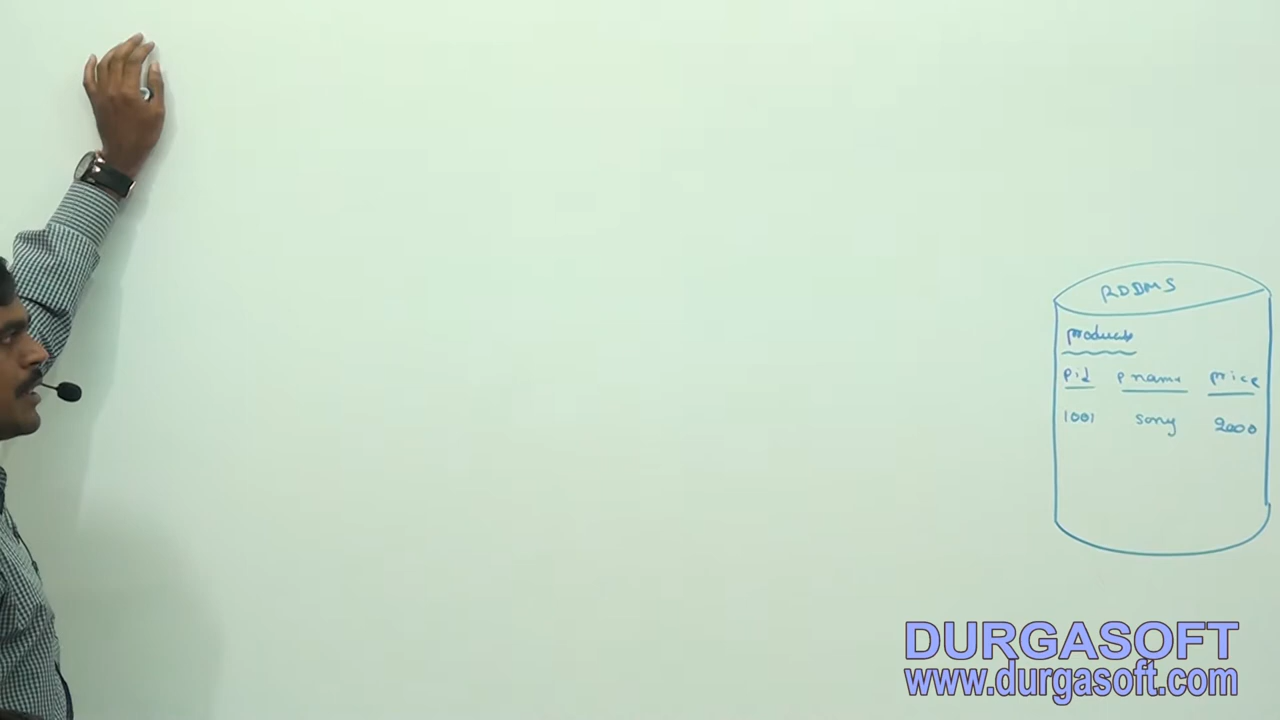 RDBMS
products
pid pname price
1001 sony 2000
DURGASOFT
www.durgasoft.com